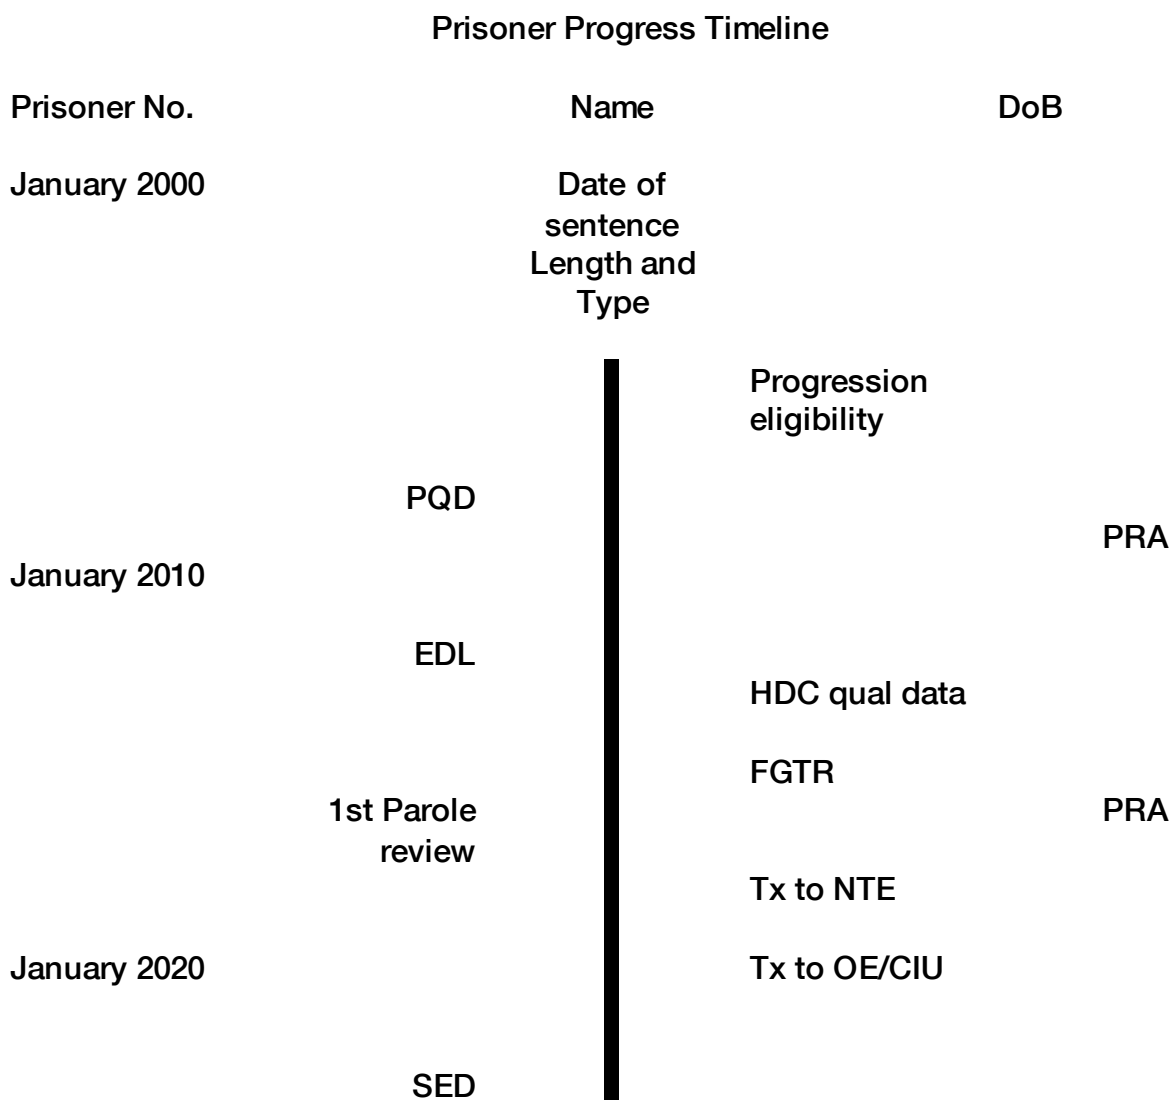 Prisoner Progress Timeline
Prisoner No. Name DoB
January 2000 Date of
sentence
Length and
Type
Progression
eligibility
PQD
PRA
January 2010
EDL
HDC qual data
FGTR
1st Parole PRA
review
Tx to NTE
January 2020 Tx to OE/CIU
SED